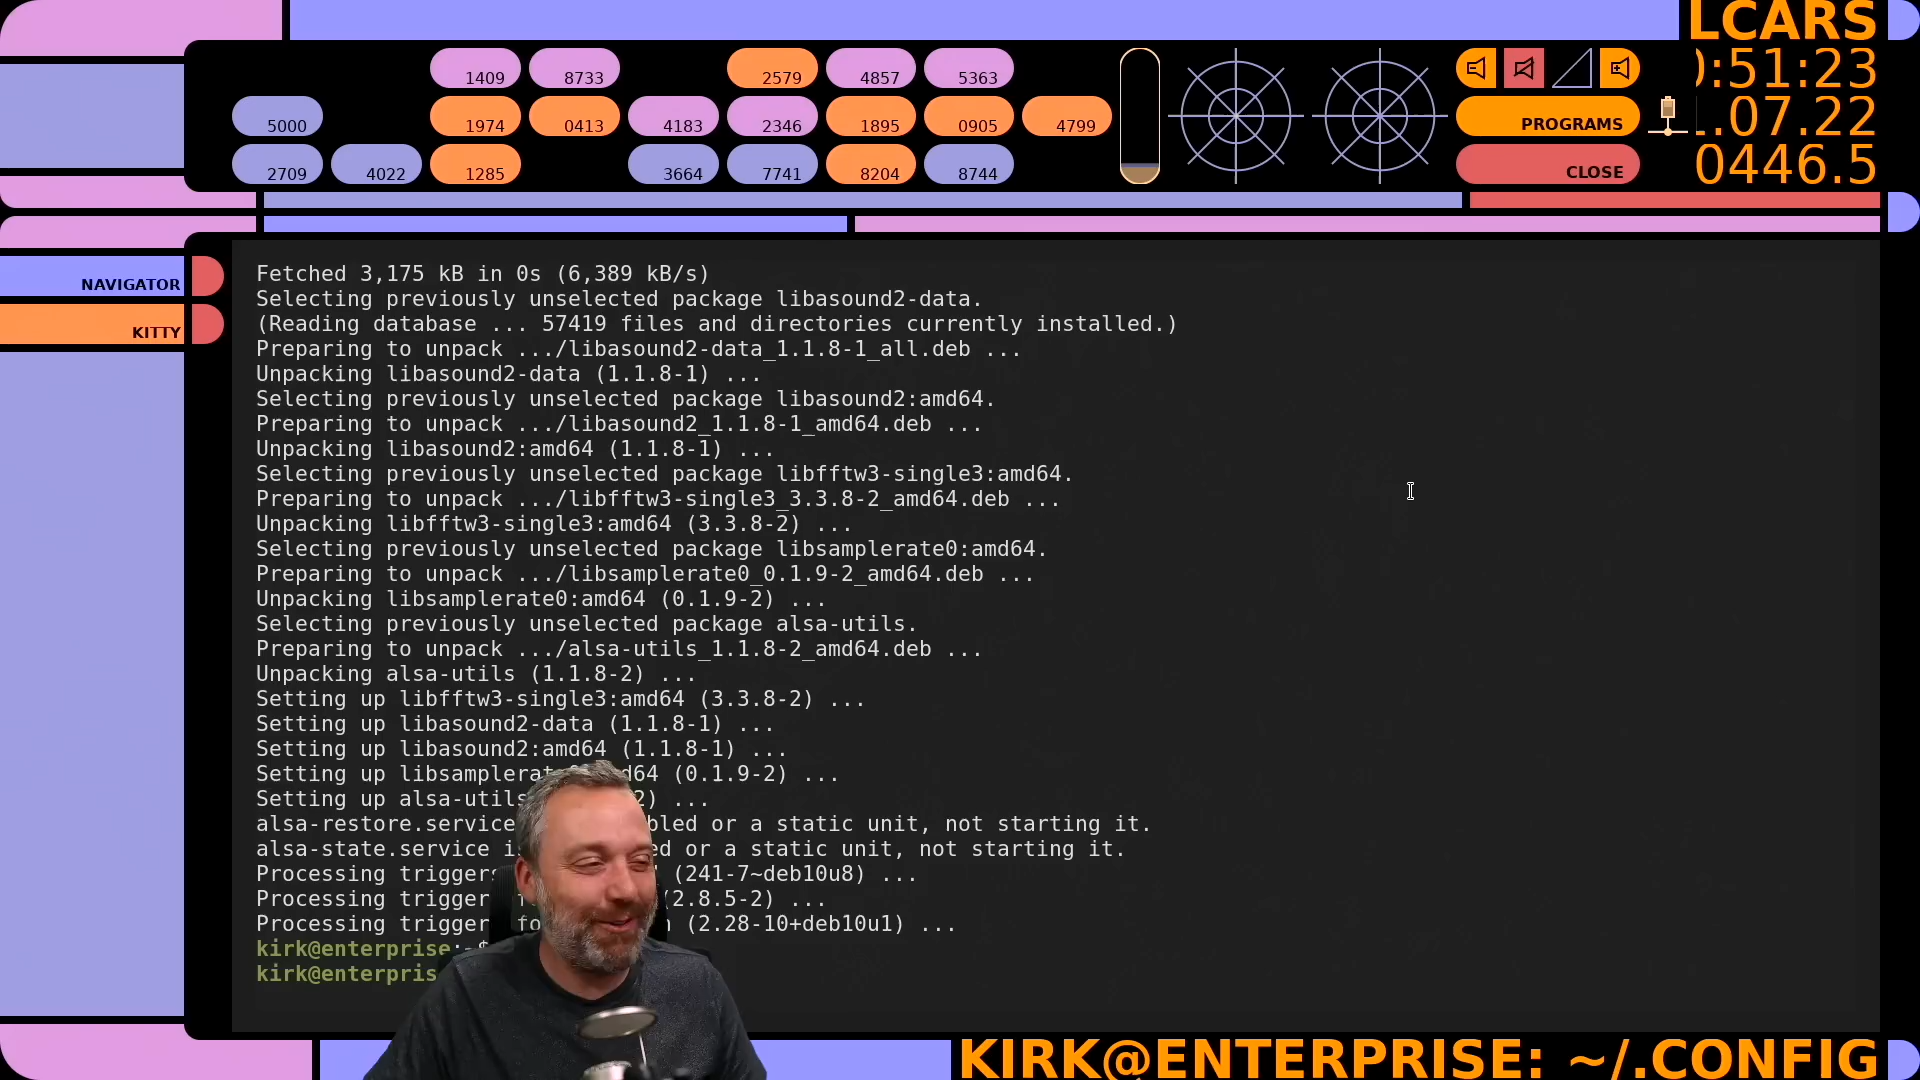 LCARS
1409 8733 2579 4857 5363
:51:23
5000 1974 0413 4183 2346 1895 0905 4799
PROGRAMS
.07.22
2709 4022 1285 3664 7741 8204 8744
CLOSE
0446.5
NAVIGATOR
KITTY
Fetched 3,175 kB in 0s (6,389 kB/s)
Selecting previously unselected package libasound2-data.
(Reading database ... 57419 files and directories currently installed.)
Preparing to unpack .../libasound2-data_1.1.8-1_all.deb ...
Unpacking libasound2-data (1.1.8-1) ...
Selecting previously unselected package libasound2:amd64.
Preparing to unpack .../libasound2_1.1.8-1_amd64.deb ...
Unpacking libasound2:amd64 (1.1.8-1) ...
Selecting previously unselected package libfftw3-single3:amd64.
Preparing to unpack .../libfftw3-single3_3.3.8-2_amd64.deb ...
Unpacking libfftw3-single3:amd64 (3.3.8-2) ...
Selecting previously unselected package libsamplerate0:amd64.
Preparing to unpack .../libsamplerate0_0.1.9-2_amd64.deb ...
Unpacking libsamplerate0:amd64 (0.1.9-2) ...
Selecting previously unselected package alsa-utils.
Preparing to unpack .../alsa-utils_1.1.8-2_amd64.deb ...
Unpacking alsa-utils (1.1.8-2) ...
Setting up libfftw3-single3:amd64 (3.3.8-2) ...
Setting up libasound2-data (1.1.8-1) ...
Setting up libasound2:amd64 (1.1.8-1) ...
Setting up libsamplerat d64 (0.1.9-2) ...
Setting up alsa-utils 2) ...
alsa-restore.service bled or a static unit, not starting it.
alsa-state.service i ed or a static unit, not starting it.
Processing triggers (241-7~deb10u8) ...
Processing trigger f (2.8.5-2) ...
Processing trigger fo (2.28-10+deb10u1) ...
kirk@enterprise:~$
kirk@enterpris
KIRK@ENTERPRISE: ~/.CONFIG